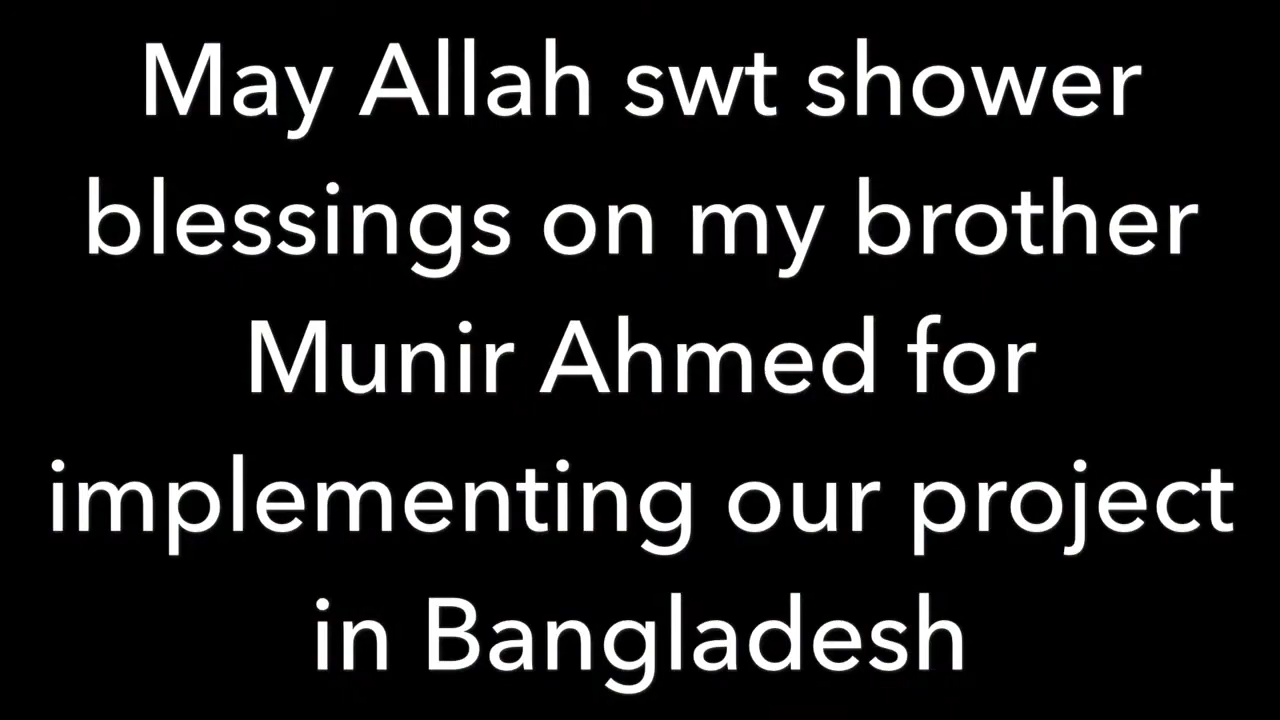 May Allah swt shower
blessings on my brother
Munir Ahmed for
implementing our project
in Bangladesh